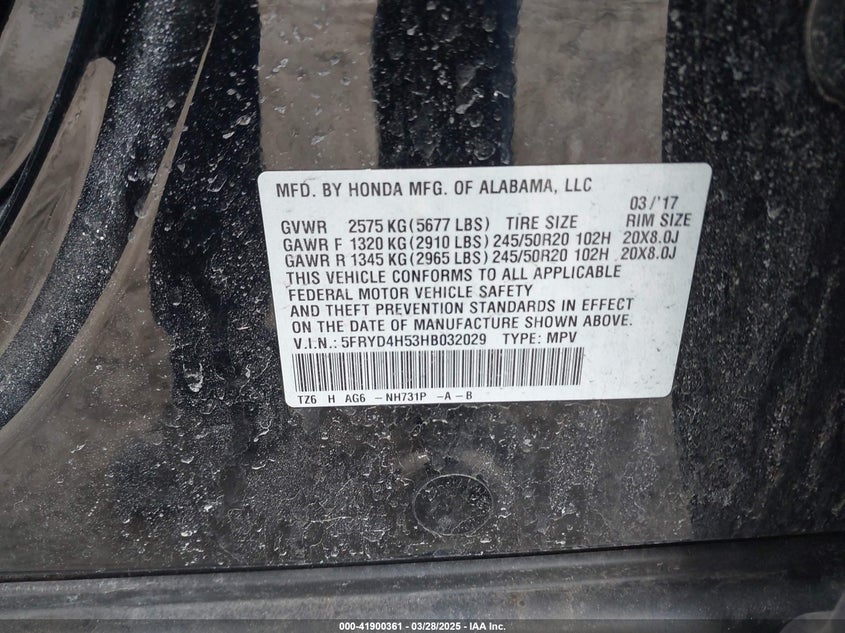 MFD. BY HONDA MFG. OF ALABAMA, LLC
03/'17
GVWR 2575 KG(5677 LBS) TIRE SIZE RIM SIZE
GAWR F 1320 KG(2910 LBS) 245/50R20 102H 20X8.0J
GAWR R 1345 KG(2965 LBS) 245/50R20 102H 20X8.0J
THIS VEHICLE CONFORMS TO ALL APPLICABLE
FEDERAL MOTOR VEHICLE SAFETY
AND THEFT PREVENTION STANDARDS IN EFFECT
ON THE DATE OF MANUFACTURE SHOWN ABOVE.
V.I.N.: 5FRYD4H53HB032029 TYPE: MPV
TZ6 H AG6 -NH731P -A-B
000-41900361 | 03/28/2025 - IAA Inc.